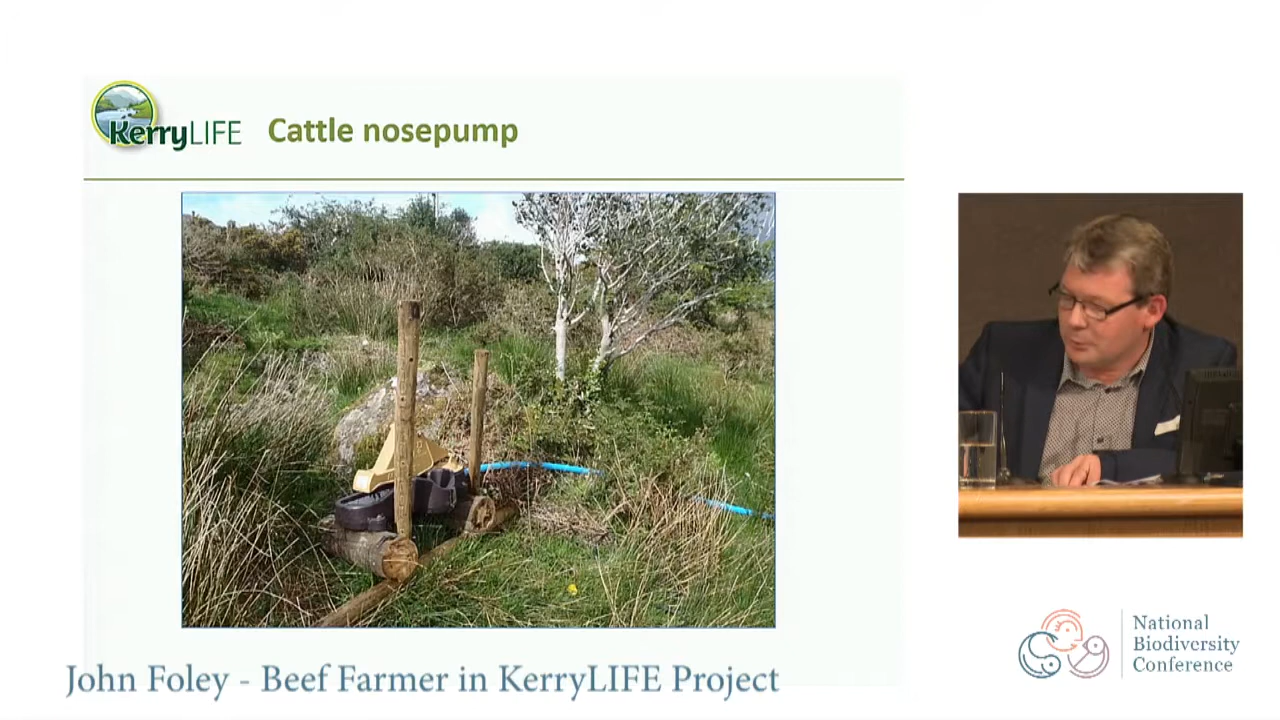 KerryLIFE
Cattle nosepump
John Foley - Beef Farmer in KerryLIFE Project
National
Biodiversity
Conference